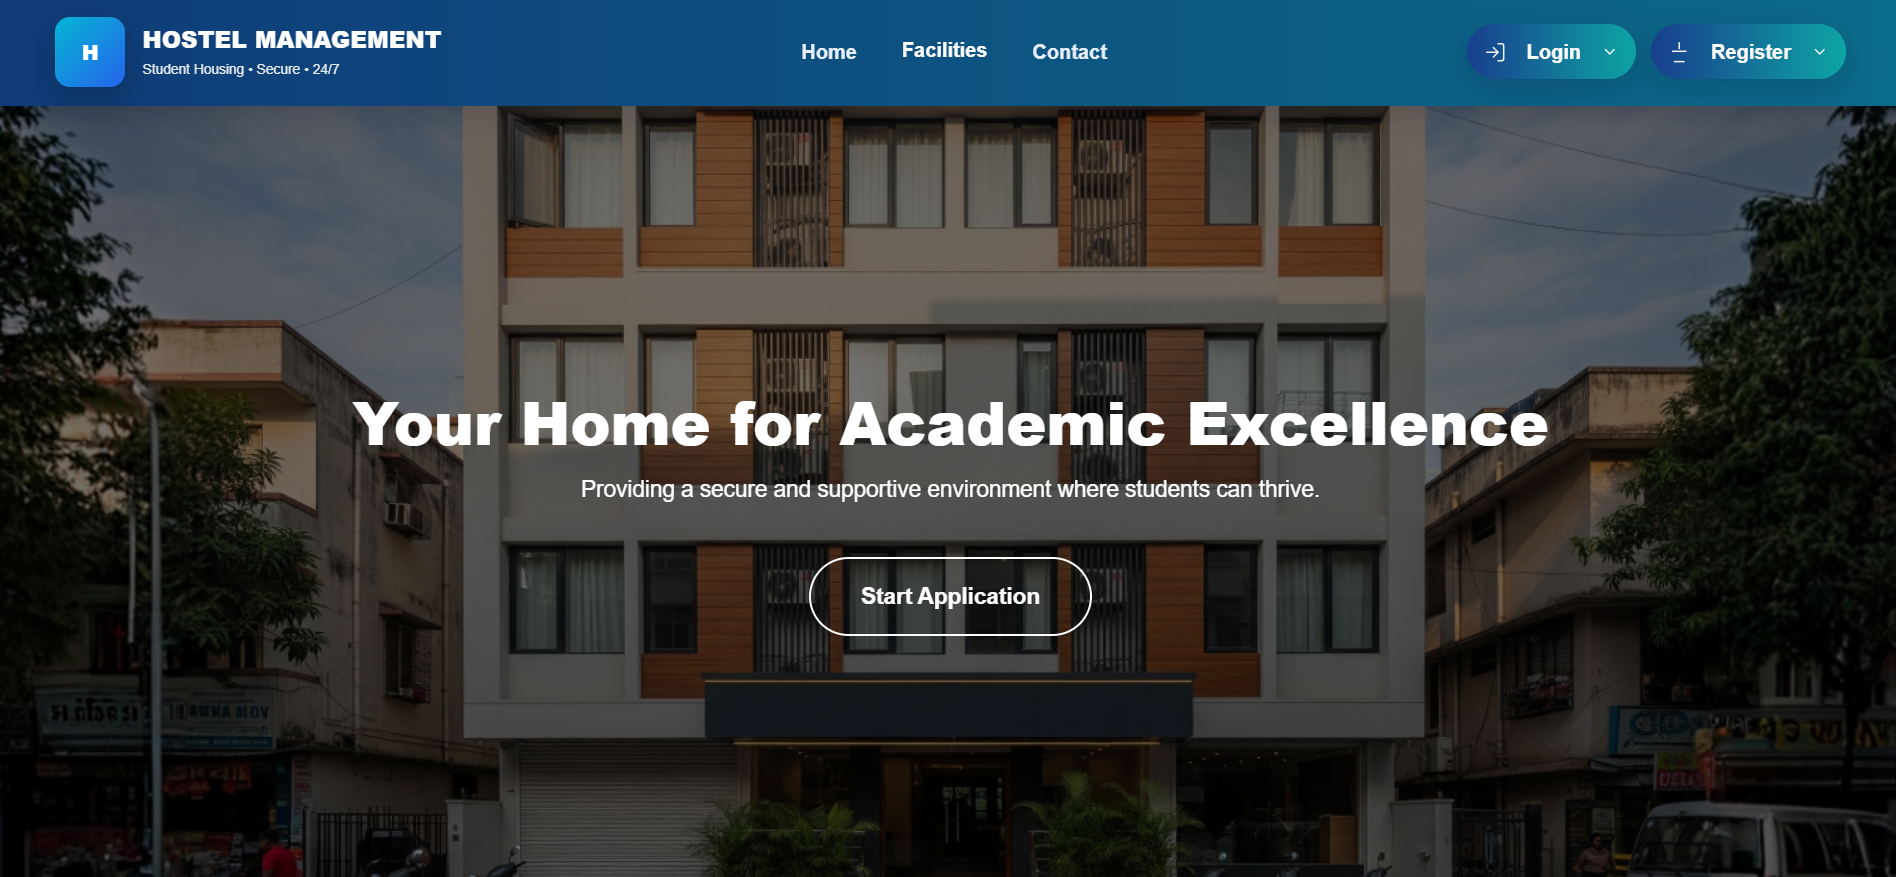 H
HOSTEL MANAGEMENT
Student Housing • Secure • 24/7
Home
Facilities
Contact
Login
Register
Your Home for Academic Excellence
Providing a secure and supportive environment where students can thrive.
Start Application